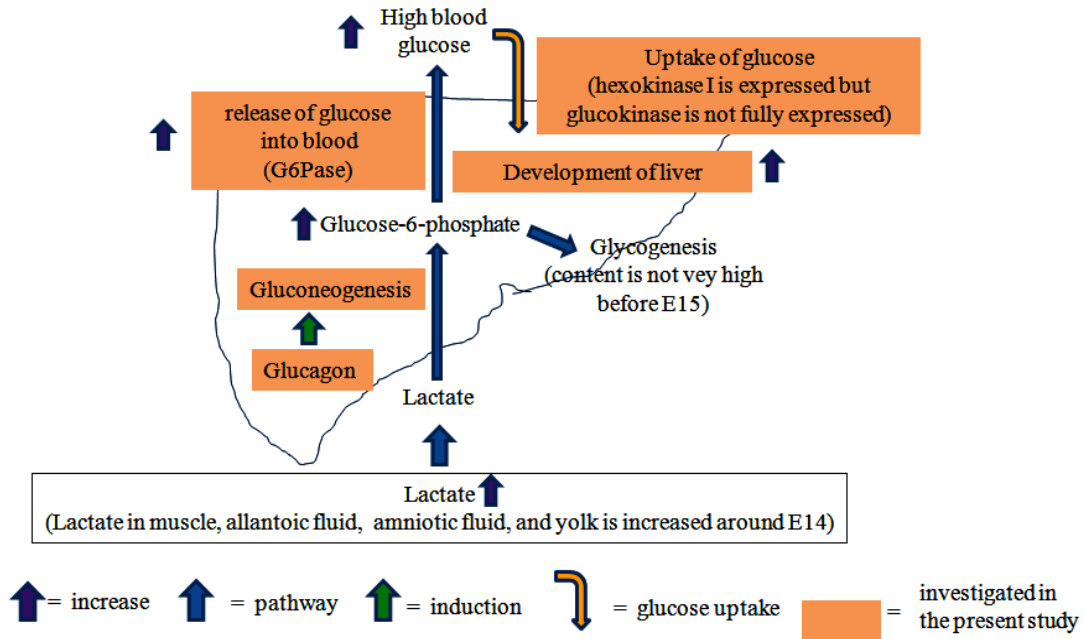 High blood
glucose
Uptake of glucose
(hexokinase I is expressed but
glucokinase is not fully expressed)
release of glucose
into blood
(G6Pase)
Development of liver
Glucose-6-phosphate
Glycogenesis
(content is not vey high
before E15)
Gluconeogenesis
Glucagon
Lactate
Lactate
(Lactate in muscle, allantoic fluid, amniotic fluid, and yolk is increased around E14)
= increase
= pathway
= induction
= glucose uptake
= investigated in
the present study